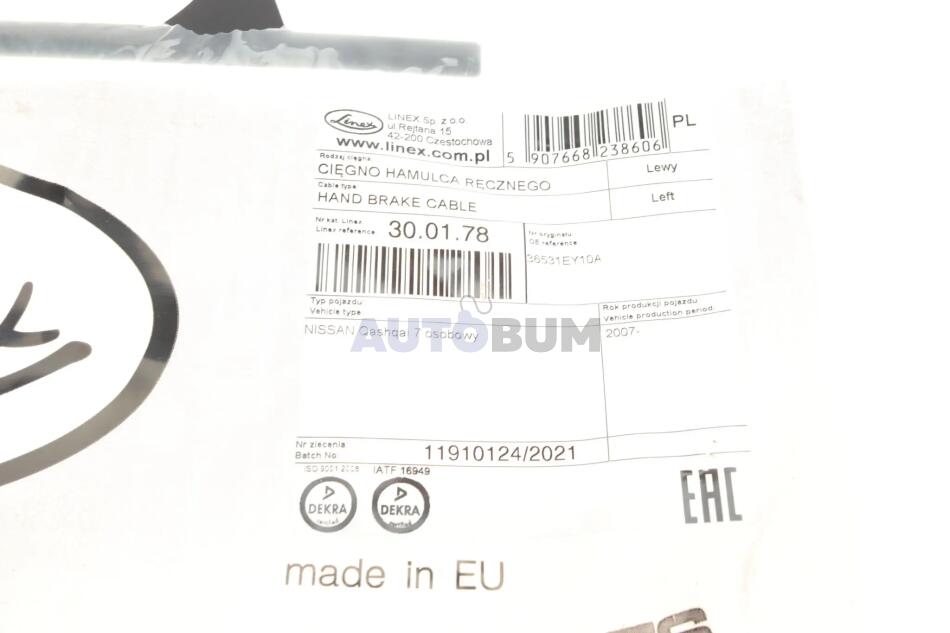 Linex
LINEX Sp. z o.o.
ul Rejtana 15
42-200 Częstochowa
www.linex.com.pl
5 907668 238606
PL
Rodzaj cięgna:
CIĘGNO HAMULCA RĘCZNEGO
Lewy
Cable type:
HAND BRAKE CABLE
Left
Nr kat. Linex
Linex reference
30.01.78
Nr oryginału
OE reference
36531EY10A
Typ pojazdu
Vehicle type
Rok produkcji pojazdu
Vehicle production period
NISSAN Qashqai 7 osobowy
2007-
AUTOBUM
Nr zlecenia
Batch No:
11910124/2021
ISO 9001:2008
IATF 16949
DEKRA
DEKRA
EAC
made in EU